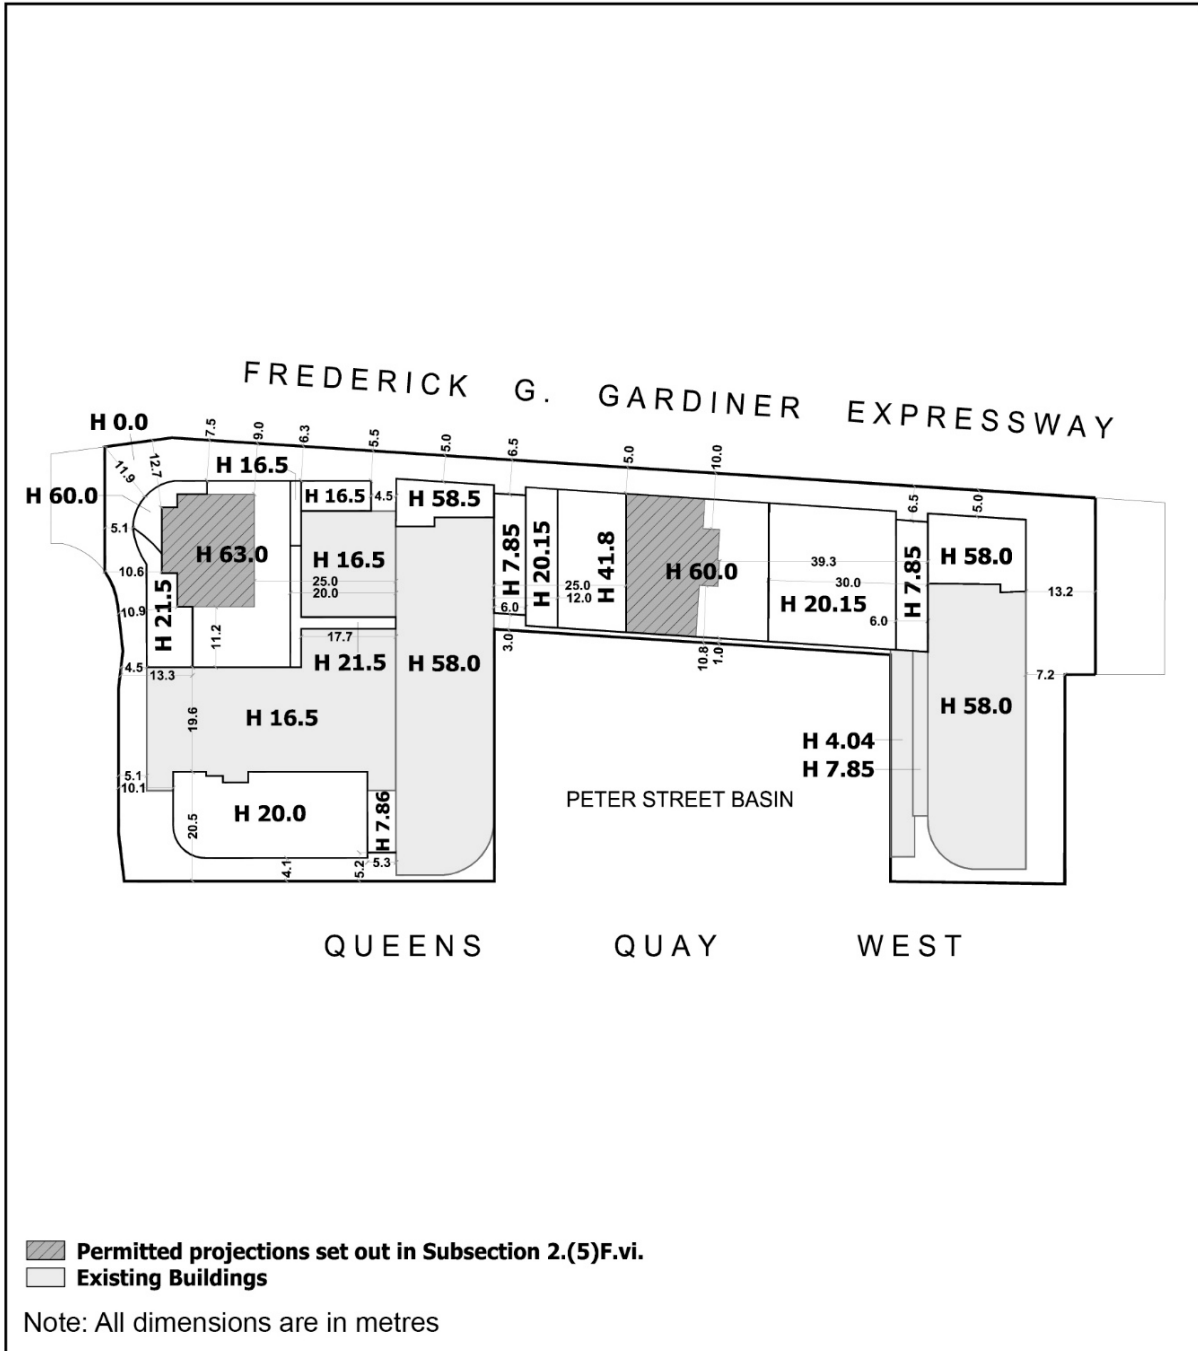 FREDERICK G. GARDINER EXPRESSWAY
H 0.0
7.5
9.0
6.3
5.5
5.0
6.5
5.0
10.0
12.7
11.9
H 16.5
H 16.5
4.5
H 58.5
6.5
5.0
H 60.0
5.1
H 63.0
H 16.5
H 7.85
H 20.15
H 41.8
H 60.0
39.3
H 7.85
H 58.0
10.6
25.0
20.0
25.0
12.0
30.0
13.2
H 21.5
10.9
6.0
H 20.15
6.0
11.2
17.7
3.0
10.8
1.0
4.5
13.3
H 21.5
H 58.0
7.2
19.6
H 16.5
H 58.0
H 4.04
H 7.85
5.1
10.1
PETER STREET BASIN
H 20.0
H 7.86
20.5
4.1
5.2
5.3
QUEENS QUAY WEST
Permitted projections set out in Subsection 2.(5)F.vi.
Existing Buildings
Note: All dimensions are in metres